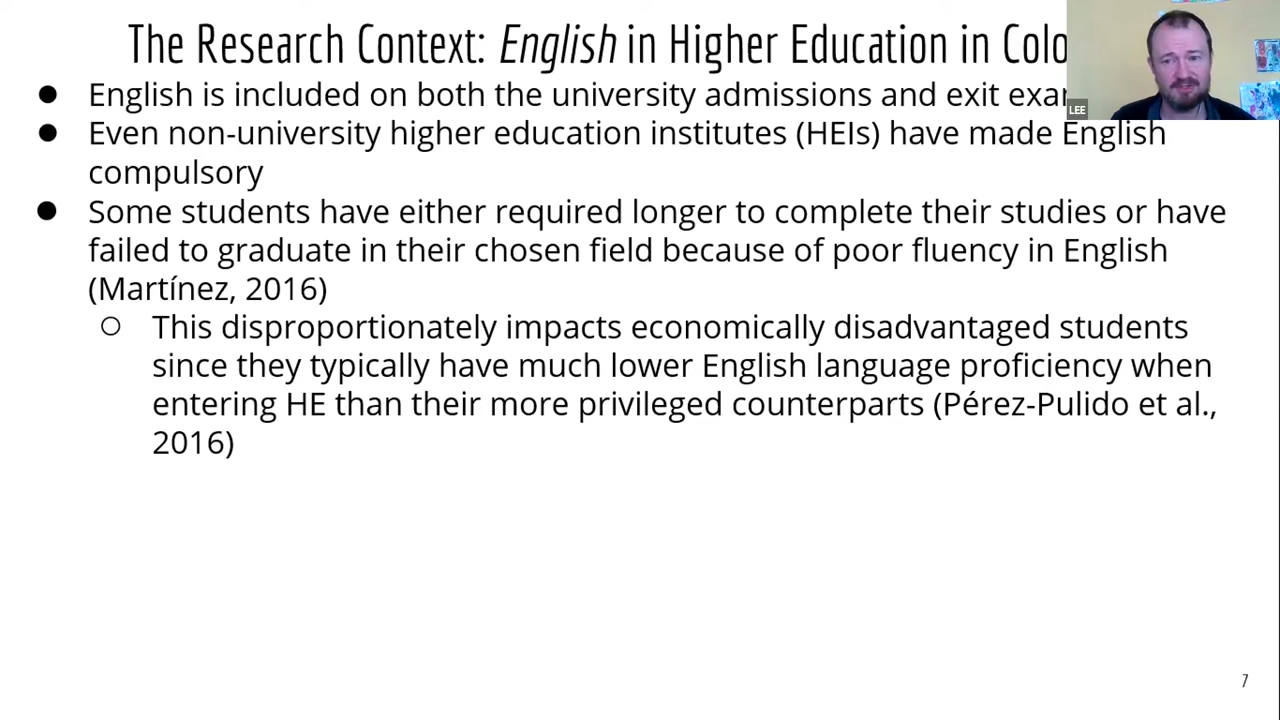 The Research Context: English in Higher Education in Colo
● English is included on both the university admissions and exit exa
LEE
● Even non-university higher education institutes (HEIs) have made English
compulsory
● Some students have either required longer to complete their studies or have
failed to graduate in their chosen field because of poor fluency in English
(Martínez, 2016)
○ This disproportionately impacts economically disadvantaged students
since they typically have much lower English language proficiency when
entering HE than their more privileged counterparts (Pérez-Pulido et al.,
2016)
7